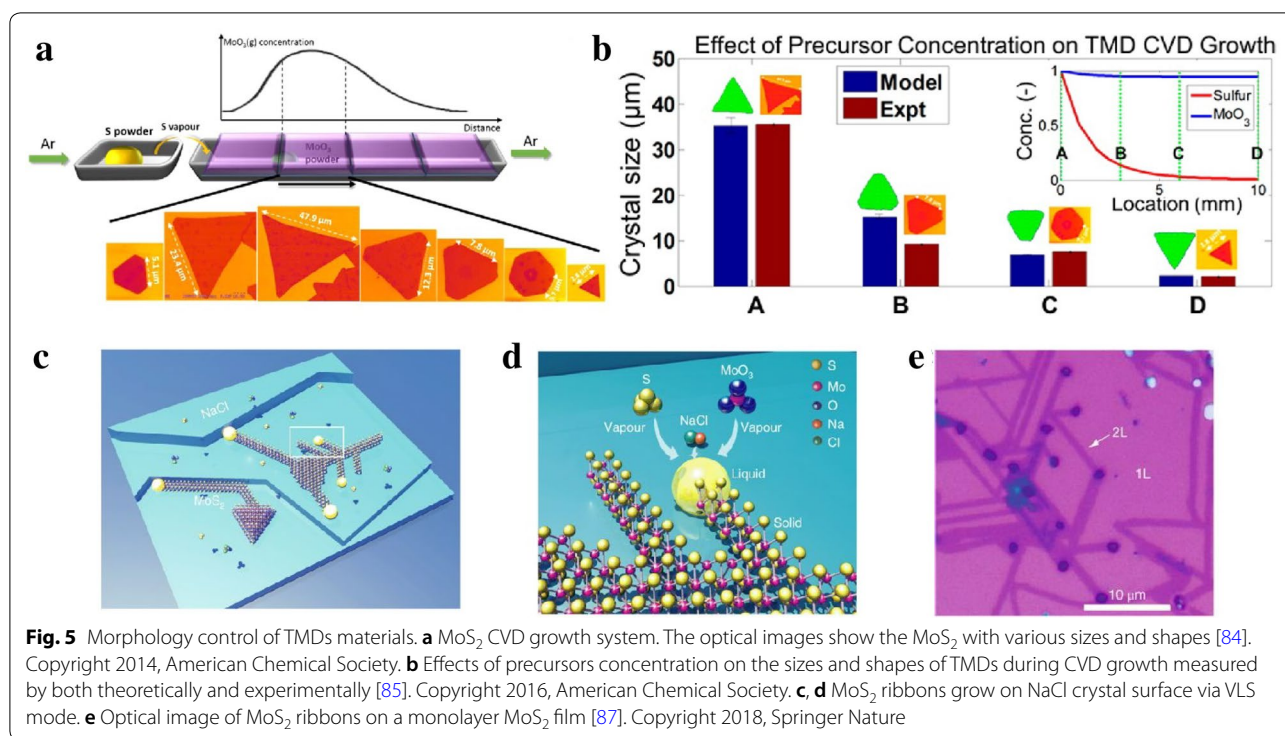 a
MoO₃(g) concentration
Distance
S powder
S vapour
Ar
MoO₃
powder
Ar
5.1 μm
23.4 μm
47.9 μm
12.3 μm
7.8 μm
b
Effect of Precursor Concentration on TMD CVD Growth
Crystal size (μm)
50
40
30
20
10
0
A
B
C
D
Model
Expt
Conc. (-)
1
0.5
0
Sulfur
MoO₃
A
B
C
D
0
5
10
Location (mm)
c
NaCl
MoS₂
d
S
MoO₃
NaCl
Vapour
Vapour
Liquid
Solid
S
Mo
O
Na
Cl
e
2L
1L
10 μm
Fig. 5 Morphology control of TMDs materials. a MoS₂ CVD growth system. The optical images show the MoS₂ with various sizes and shapes [84].
Copyright 2014, American Chemical Society. b Effects of precursors concentration on the sizes and shapes of TMDs during CVD growth measured
by both theoretically and experimentally [85]. Copyright 2016, American Chemical Society. c, d MoS₂ ribbons grow on NaCl crystal surface via VLS
mode. e Optical image of MoS₂ ribbons on a monolayer MoS₂ film [87]. Copyright 2018, Springer Nature